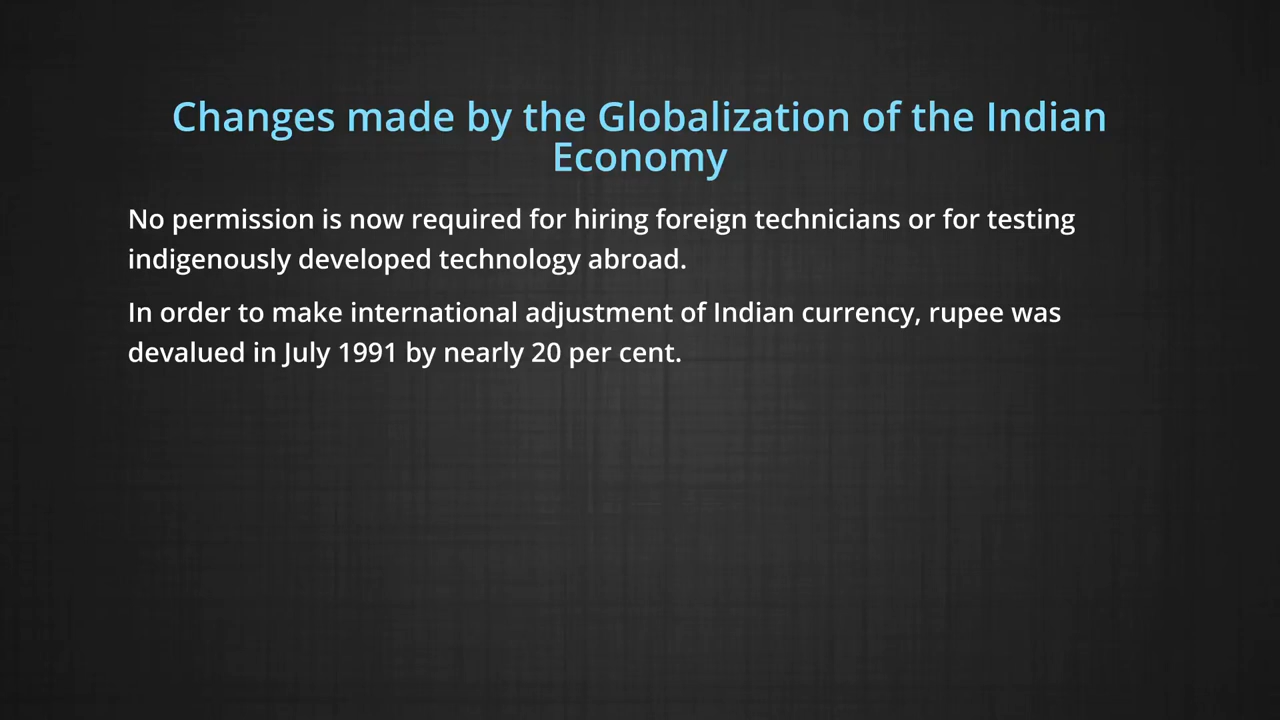 Changes made by the Globalization of the Indian
Economy
No permission is now required for hiring foreign technicians or for testing
indigenously developed technology abroad.
In order to make international adjustment of Indian currency, rupee was
devalued in July 1991 by nearly 20 per cent.